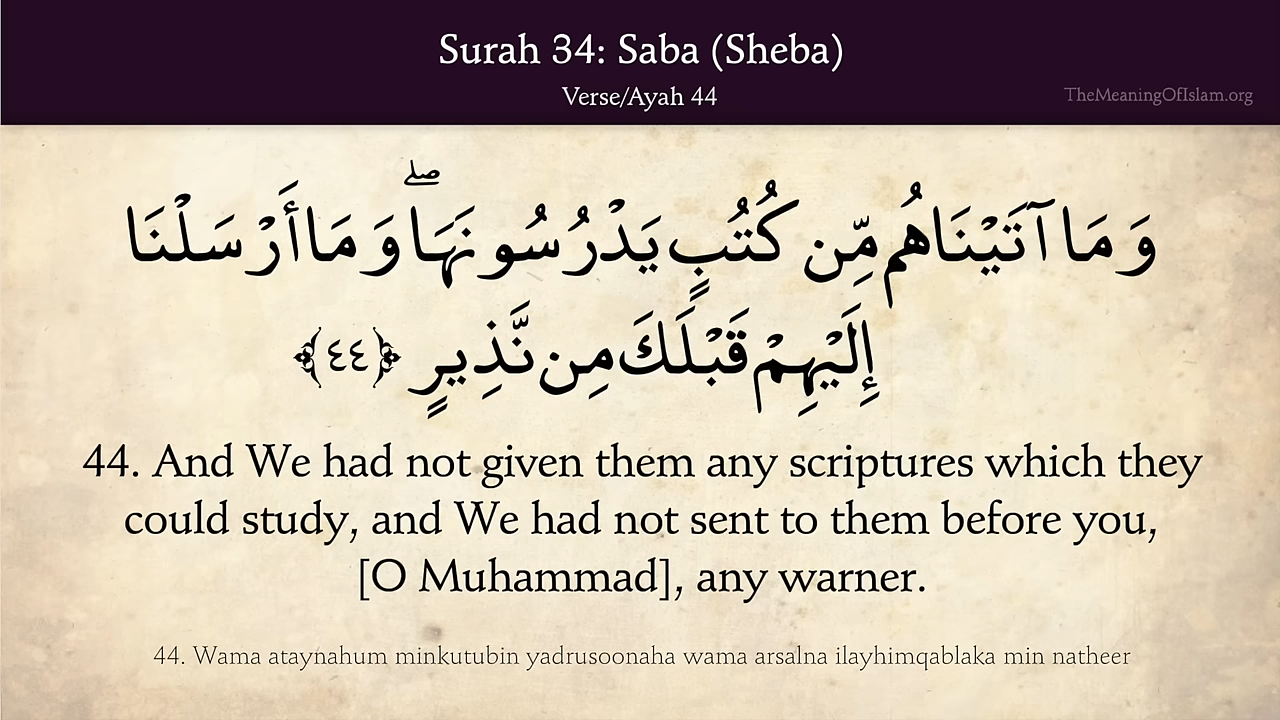 Surah 34: Saba (Sheba)
Verse/Ayah 44
TheMeaningOfIslam.org
وَمَا آتَيْنَاهُم مِّن كُتُبٍ يَدْرُسُونَهَا ۖ وَمَا أَرْسَلْنَا
إِلَيْهِمْ قَبْلَكَ مِن نَّذِيرٍ ﴿٤٤﴾
44. And We had not given them any scriptures which they
could study, and We had not sent to them before you,
[O Muhammad], any warner.
44. Wama ataynahum minkutubin yadrusoonaha wama arsalna ilayhimqablaka min natheer